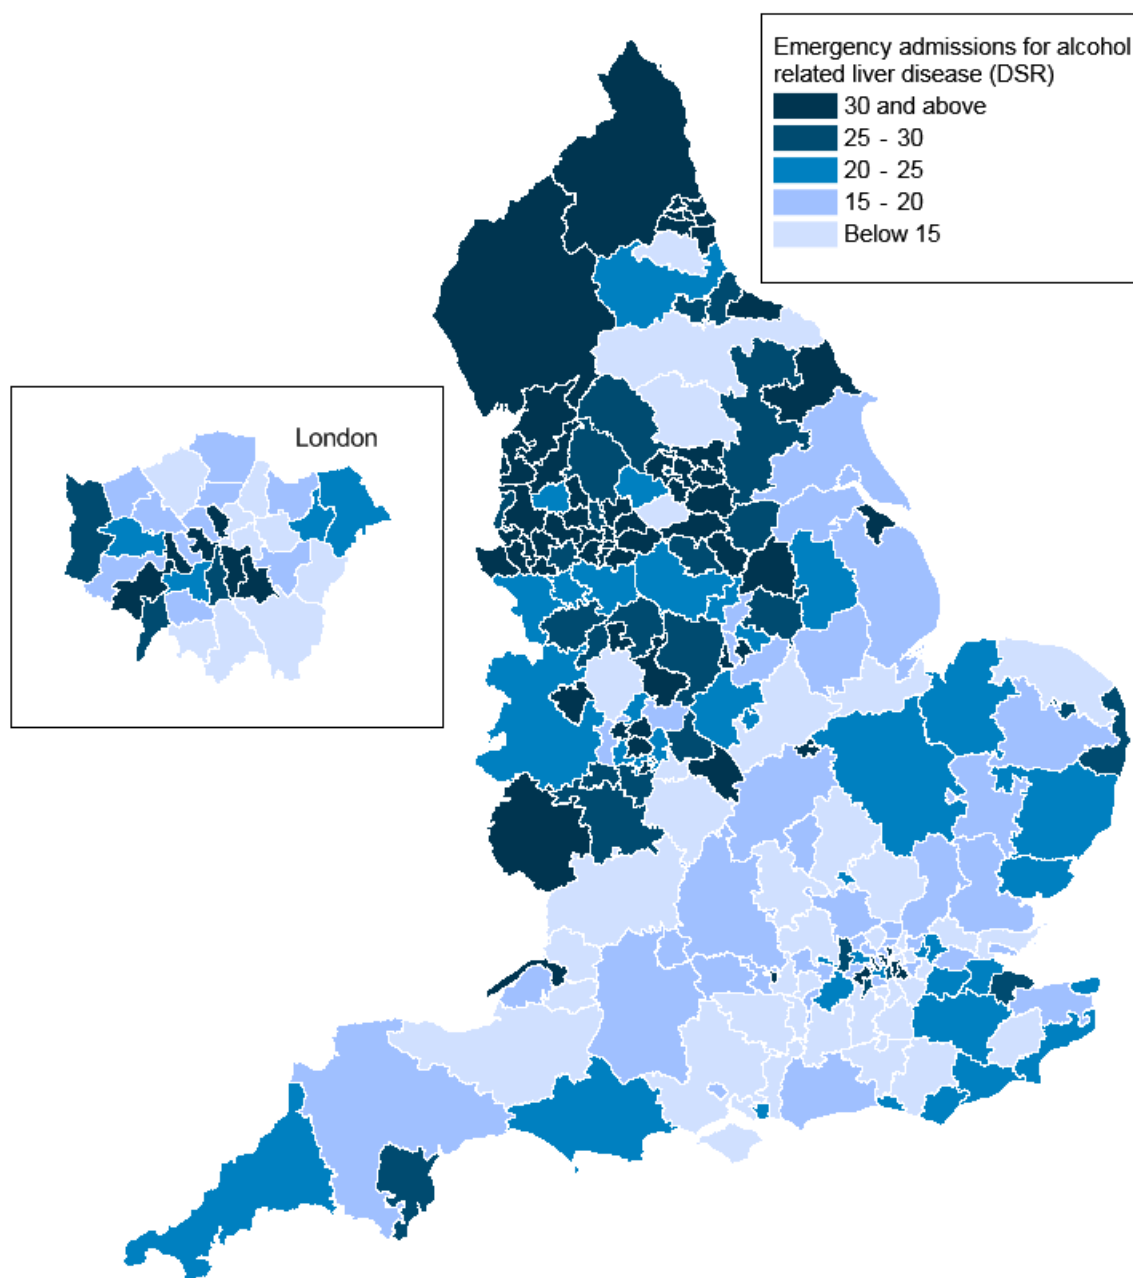 Emergency admissions for alcohol
related liver disease (DSR)
30 and above
25 - 30
20 - 25
15 - 20
Below 15
London